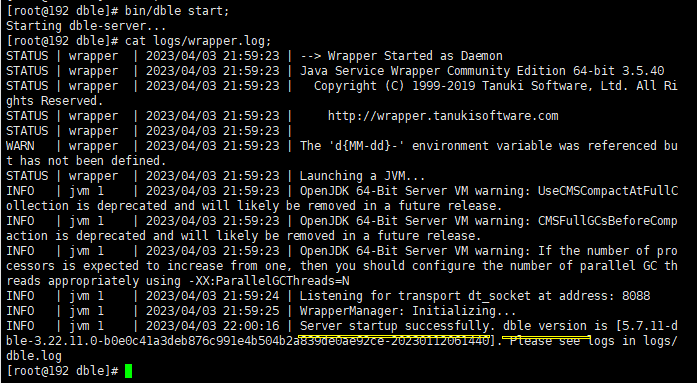 [root@192 dble]# bin/dble start;
Starting dble-server...
[root@192 dble]# cat logs/wrapper.log;
STATUS | wrapper  | 2023/04/03 21:59:23 | --> Wrapper Started as Daemon
STATUS | wrapper  | 2023/04/03 21:59:23 | Java Service Wrapper Community Edition 64-bit 3.5.40
STATUS | wrapper  | 2023/04/03 21:59:23 |   Copyright (C) 1999-2019 Tanuki Software, Ltd. All Ri
ghts Reserved.
STATUS | wrapper  | 2023/04/03 21:59:23 |     http://wrapper.tanukisoftware.com
STATUS | wrapper  | 2023/04/03 21:59:23 |
WARN   | wrapper  | 2023/04/03 21:59:23 | The 'd{MM-dd}-' environment variable was referenced bu
t has not been defined.
STATUS | wrapper  | 2023/04/03 21:59:23 | Launching a JVM...
INFO   | jvm 1    | 2023/04/03 21:59:23 | OpenJDK 64-Bit Server VM warning: UseCMSCompactAtFullC
ollection is deprecated and will likely be removed in a future release.
INFO   | jvm 1    | 2023/04/03 21:59:23 | OpenJDK 64-Bit Server VM warning: CMSFullGCsBeforeComp
action is deprecated and will likely be removed in a future release.
INFO   | jvm 1    | 2023/04/03 21:59:23 | OpenJDK 64-Bit Server VM warning: If the number of pro
cessors is expected to increase from one, then you should configure the number of parallel GC th
reads appropriately using -XX:ParallelGCThreads=N
INFO   | jvm 1    | 2023/04/03 21:59:24 | Listening for transport dt_socket at address: 8088
INFO   | jvm 1    | 2023/04/03 21:59:25 | WrapperManager: Initializing...
INFO   | jvm 1    | 2023/04/03 22:00:16 | Server startup successfully. dble version is [5.7.11-d
ble-3.22.11.0-b0e0c41a3deb876c991e4b504b2a839de0ae92ce-20230112061440]. Please see logs in logs/
dble.log
[root@192 dble]#